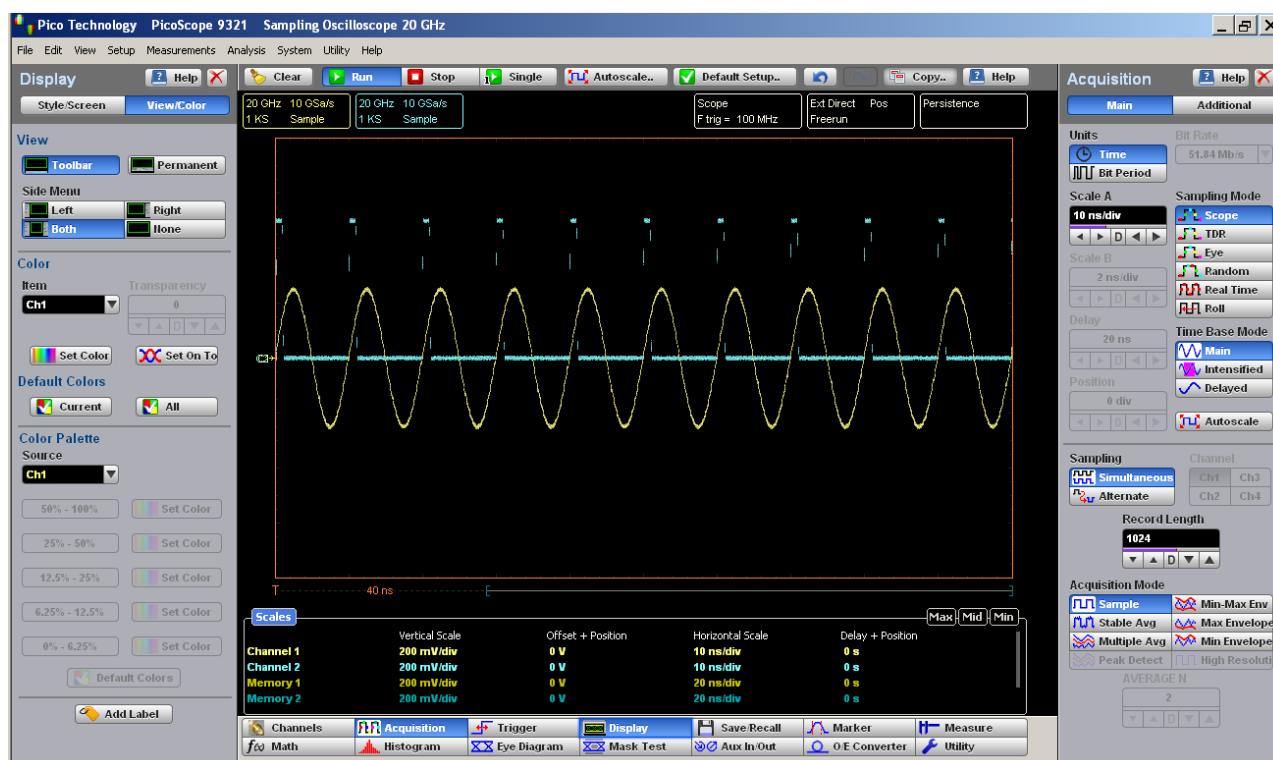 Pico Technology PicoScope 9321 Sampling Oscilloscope 20 GHz
File Edit View Setup Measurements Analysis System Utility Help
Display Help
Style/Screen View/Color
View
Toolbar Permanent
Side Menu
Left Right
Both None
Color
Item Transparency
Ch1 0
D
Set Color Set On To
Default Colors
Current All
Color Palette
Source
Ch1
50% - 100% Set Color
25% - 50% Set Color
12.5% - 25% Set Color
6.25% - 12.5% Set Color
0% - 6.25% Set Color
Default Colors
Add Label
Clear Run Stop Single Autoscale.. Default Setup.. Copy.. Help
20 GHz 10 GSa/s
1 KS Sample
20 GHz 10 GSa/s
1 KS Sample
Scope
F trig = 100 MHz
Ext Direct Pos
Freerun
Persistence
T 40 ns
Scales Max Mid Min
Vertical Scale Offset + Position Horizontal Scale Delay + Position
Channel 1 200 mV/div 0 V 10 ns/div 0 s
Channel 2 200 mV/div 0 V 10 ns/div 0 s
Memory 1 200 mV/div 0 V 20 ns/div 0 s
Memory 2 200 mV/div 0 V 20 ns/div 0 s
Channels Acquisition Trigger Display Save/Recall Marker Measure
f(x) Math Histogram Eye Diagram Mask Test Aux In/Out O/E Converter Utility
Acquisition Help
Main Additional
Units Bit Rate
Time 51.84 Mb/s
Bit Period
Scale A Sampling Mode
10 ns/div Scope
D TDR
Scale B Eye
2 ns/div Random
D Real Time
Delay Roll
20 ns Time Base Mode
D Main
Position Intensified
0 div Delayed
D Autoscale
Sampling Channel
Simultaneous Ch1 Ch3
Alternate Ch2 Ch4
Record Length
1024
D
Acquisition Mode
Sample Min-Max Env
Stable Avg Max Envelope
Multiple Avg Min Envelope
Peak Detect High Resoluti
AVERAGE N
2
D